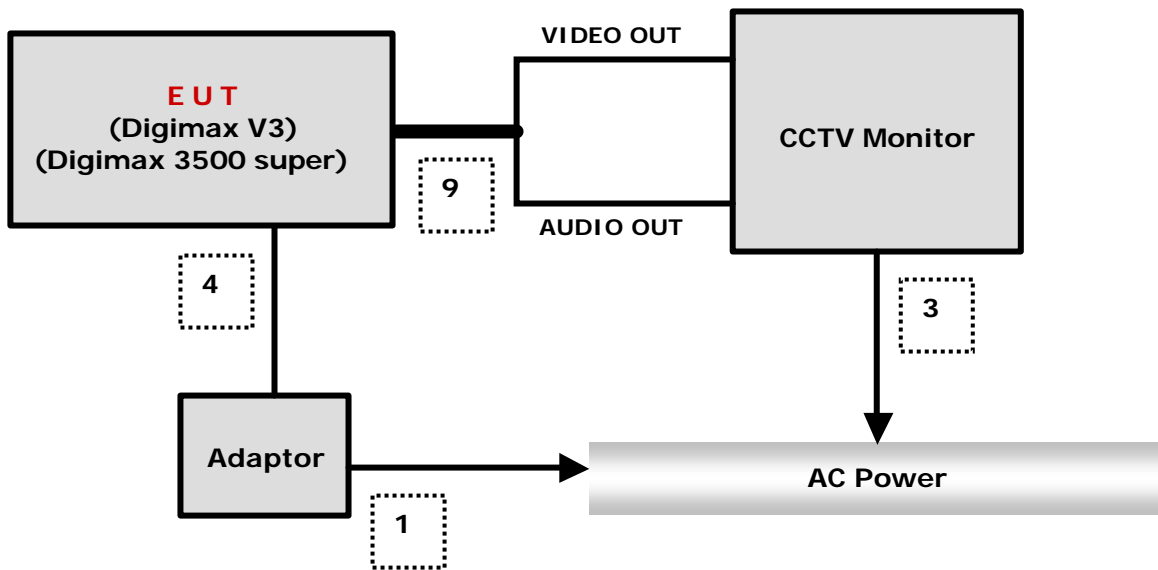 VIDEO OUT
E U T
(Digimax V3)
(Digimax 3500 super)
CCTV Monitor
9
AUDIO OUT
4
3
Adaptor
AC Power
1